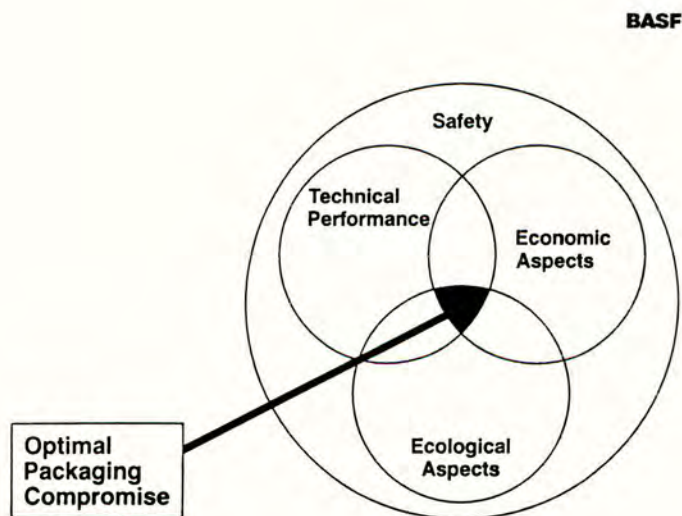 BASF
Safety
Technical
Performance
Economic
Aspects
Ecological
Aspects
Optimal
Packaging
Compromise